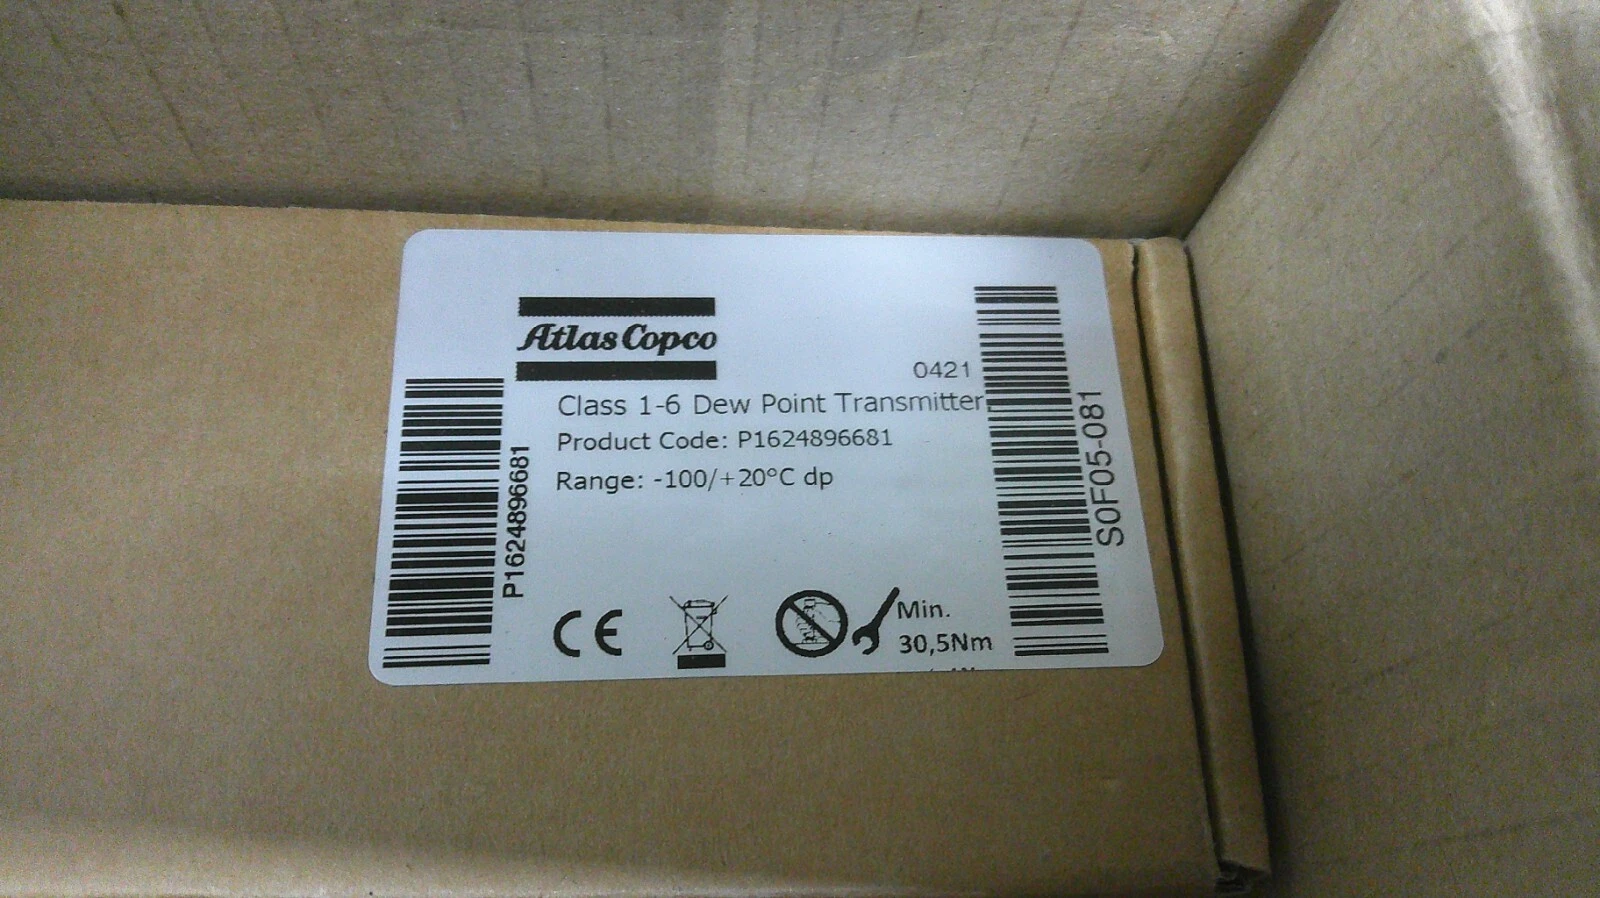 Atlas Copco
0421
Class 1-6 Dew Point Transmitter
Product Code: P1624896681
Range: -100/+20°C dp
P1624896681
S0F05-081
CE
Min.
30,5Nm